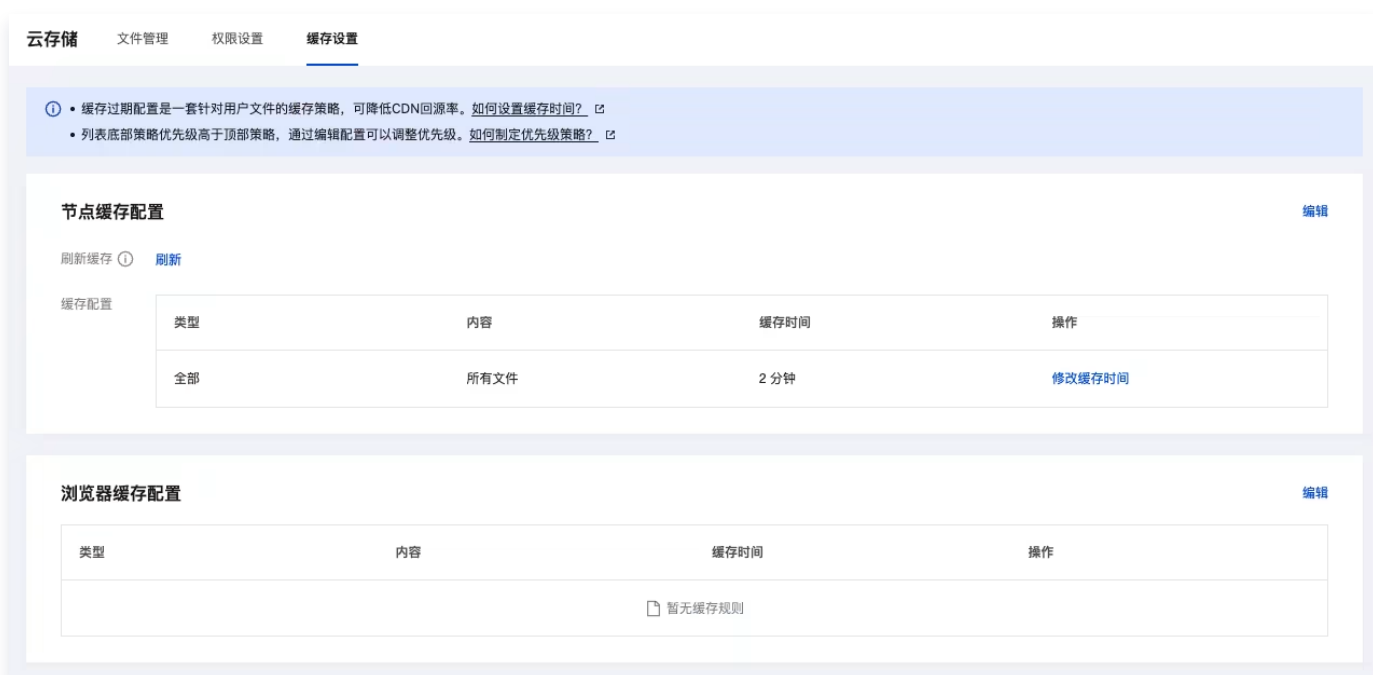 云存储 文件管理 权限设置 缓存设置
• 缓存过期配置是一套针对用户文件的缓存策略，可降低CDN回源率。如何设置缓存时间？
• 列表底部策略优先级高于顶部策略，通过编辑配置可以调整优先级。如何制定优先级策略？
节点缓存配置 编辑
刷新缓存 刷新
缓存配置
类型 内容 缓存时间 操作
全部 所有文件 2 分钟 修改缓存时间
浏览器缓存配置 编辑
类型 内容 缓存时间 操作
暂无缓存规则